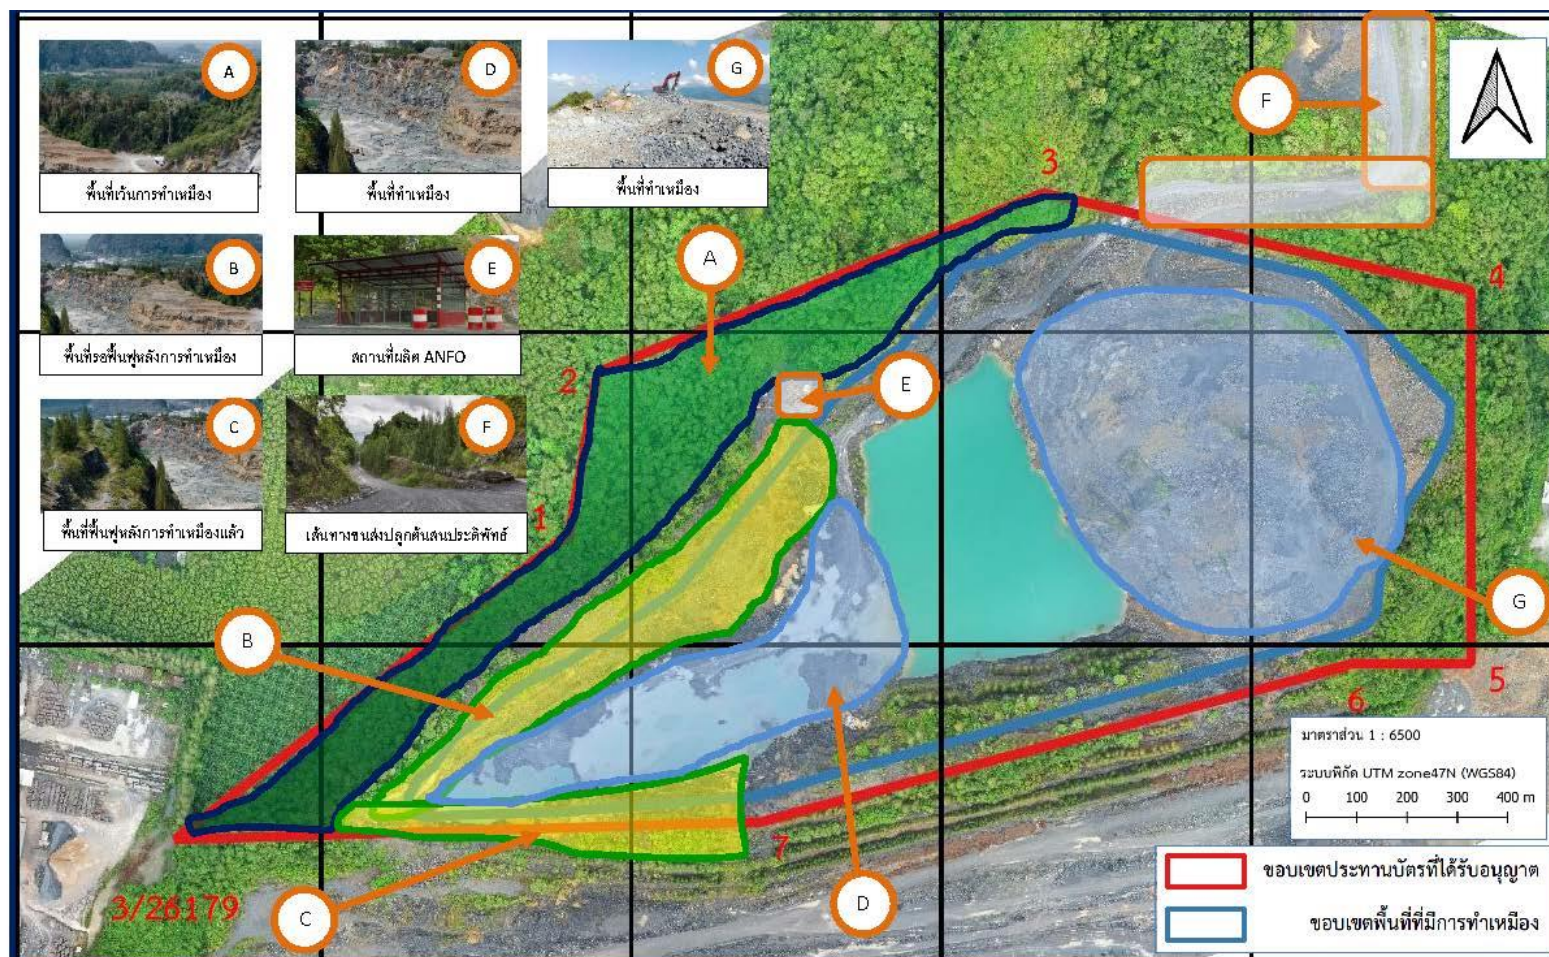 A
พื้นที่เว้นการทำเหมือง
D
พื้นที่ทำเหมือง
G
พื้นที่ทำเหมือง
B
พื้นที่รอฟื้นฟูหลังการทำเหมือง
E
สถานที่ผลิต ANFO
C
พื้นที่ฟื้นฟูหลังการทำเหมืองแล้ว
F
เส้นทางขนส่งปลูกต้นสนประดิพัทธ์
F
3
A
4
2
E
1
G
B
5
6
7
D
3/26179
C
มาตราส่วน 1 : 6500
ระบบพิกัด UTM zone47N (WGS84)
0 100 200 300 400 m
ขอบเขตประทานบัตรที่ได้รับอนุญาต
ขอบเขตพื้นที่ที่มีการทำเหมือง